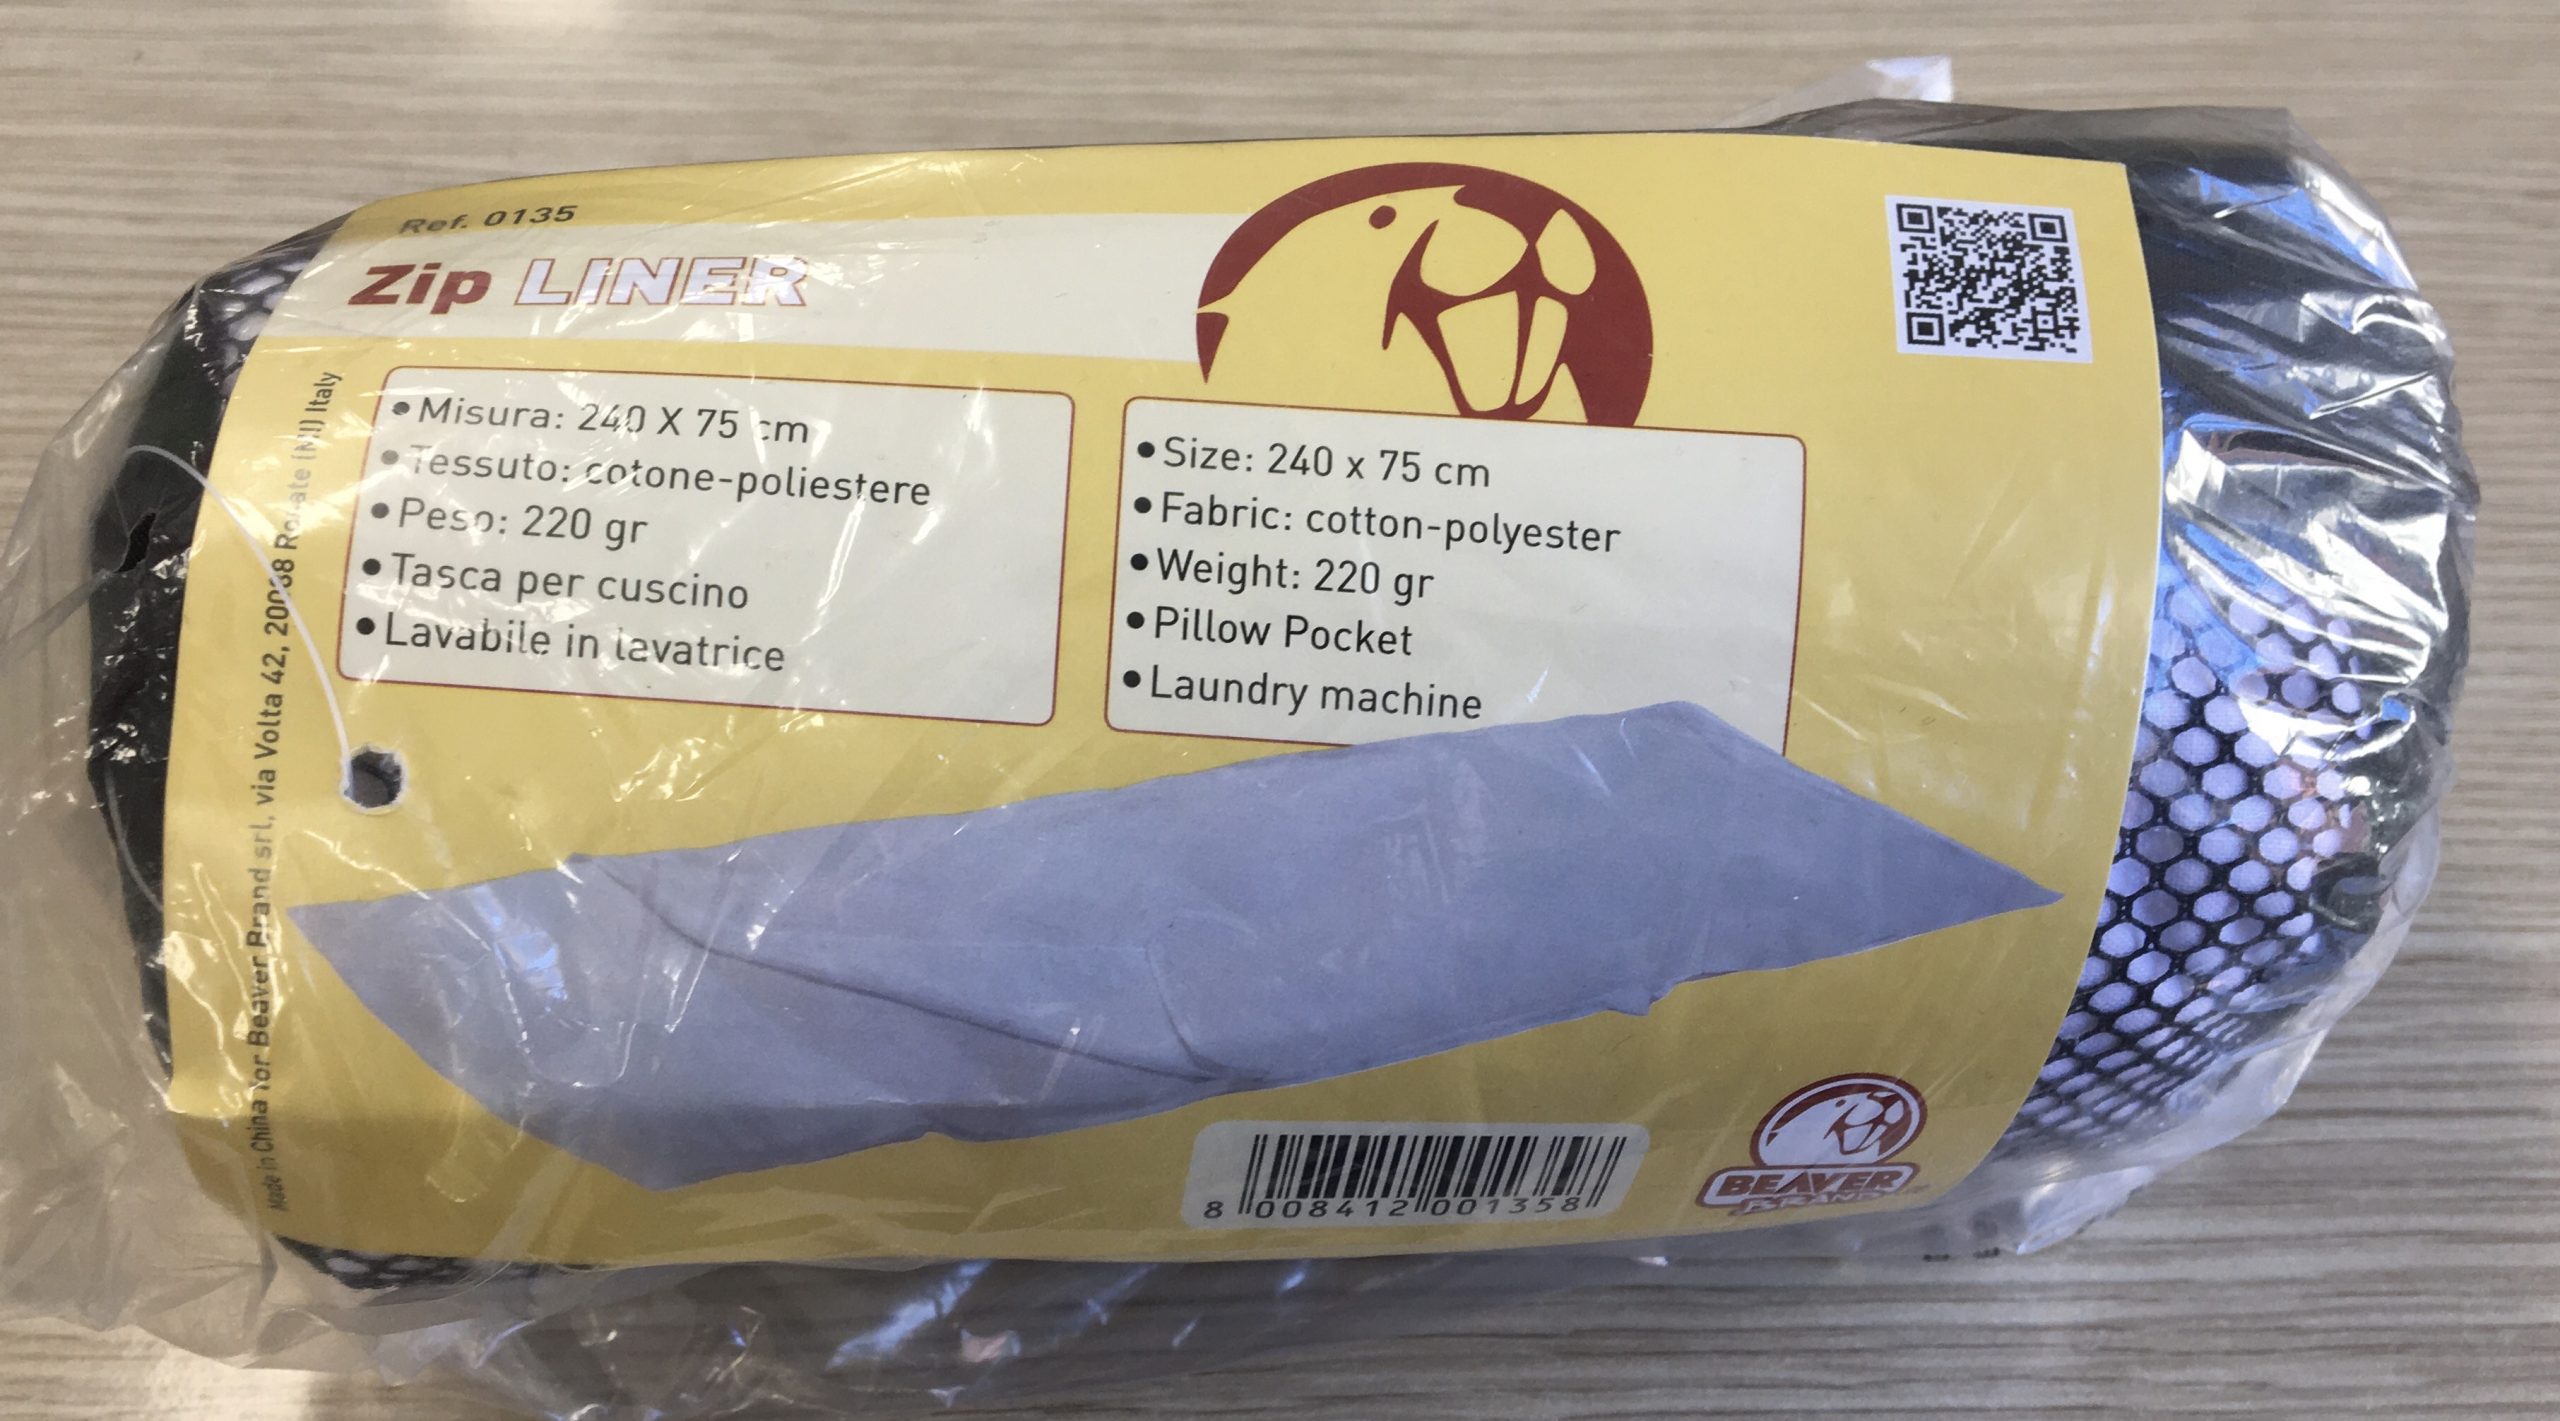 Ref. 0135
Zip LINER
• Misura: 240 X 75 cm
• Tessuto: cotone-poliestere
• Peso: 220 gr
• Tasca per cuscino
• Lavabile in lavatrice
• Size: 240 x 75 cm
• Fabric: cotton-polyester
• Weight: 220 gr
• Pillow Pocket
• Laundry machine
Made in China for Beaver Brand srl, via Volta 42, 20088 Rosate (MI) Italy
8 008412 001358
BEAVER
BRAND